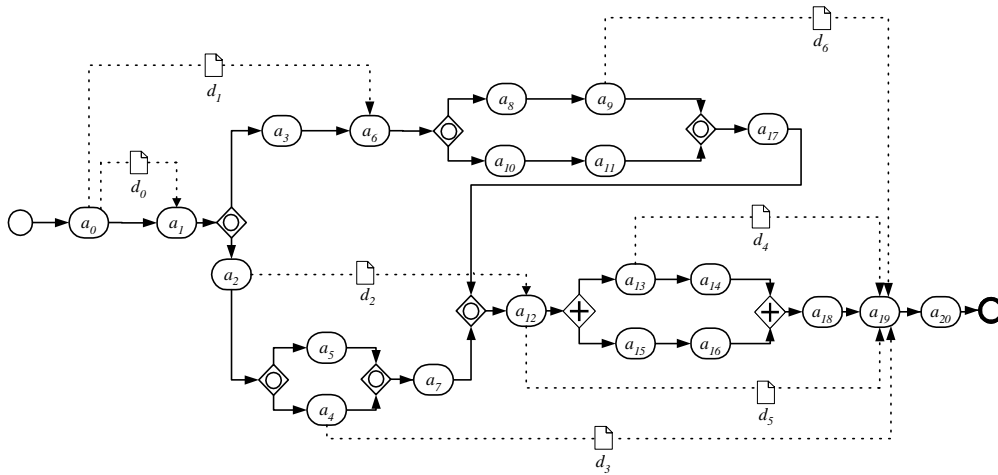 d₆
a₈
a₉
d₁
a₃
a₆
a₁₇
a₁₀
a₁₁
d₀
a₀
a₁
d₄
a₂
a₁₃
a₁₄
d₂
a₁₂
a₁₈
a₁₉
a₂₀
a₅
a₁₅
a₁₆
a₇
a₄
d₅
d₃